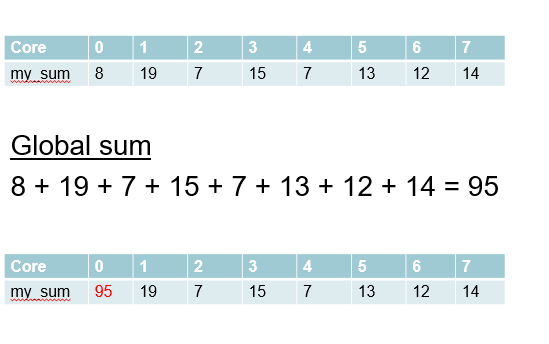 Core 0 1 2 3 4 5 6 7
my_sum 8 19 7 15 7 13 12 14
Global sum
8 + 19 + 7 + 15 + 7 + 13 + 12 + 14 = 95
Core 0 1 2 3 4 5 6 7
my_sum 95 19 7 15 7 13 12 14